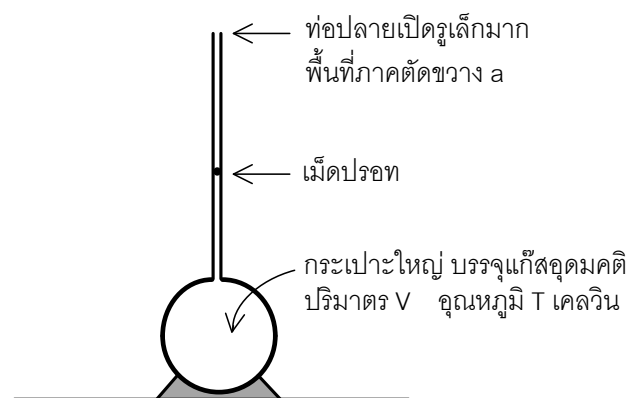 ท่อปลายเปิดรูเล็กมาก
พื้นที่ภาคตัดขวาง a
เม็ดปรอท
กระเปาะใหญ่ บรรจุแก๊สอุดมคติ
ปริมาตร V อุณหภูมิ T เคลวิน